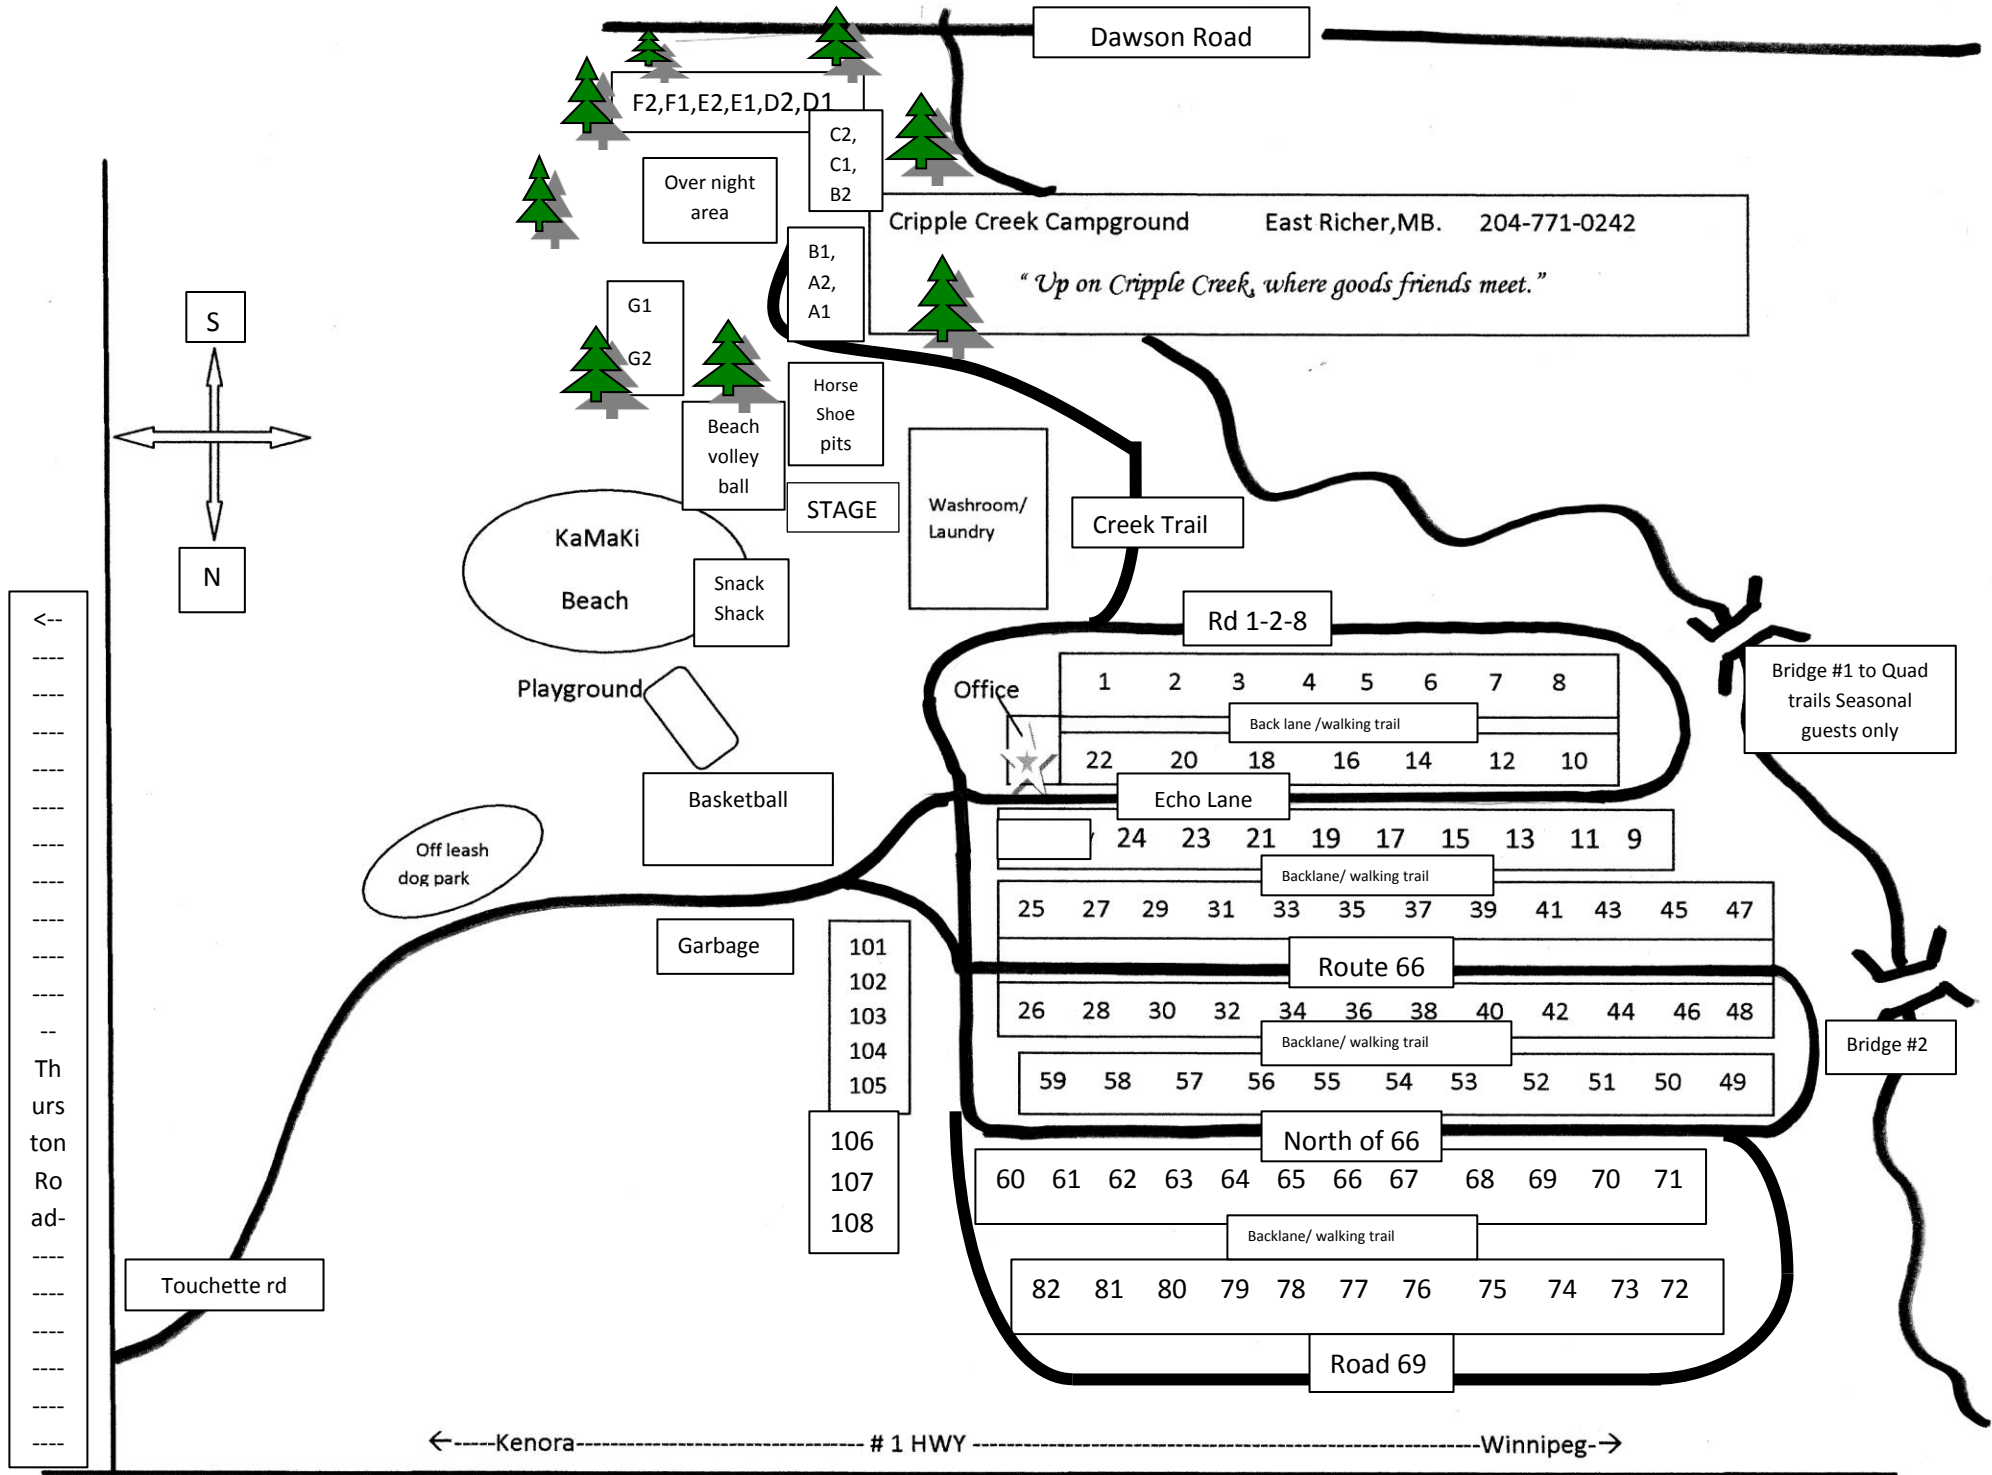 Dawson Road
F2,F1,E2,E1,D2,D1
C2,
C1,
B2
Over night
area
Cripple Creek Campground East Richer,MB. 204-771-0242
“ Up on Cripple Creek, where goods friends meet.”
B1,
A2,
A1
G1
G2
S
N
Horse
Shoe
pits
Beach
volley
ball
STAGE
Washroom/
Laundry
Creek Trail
KaMaKi
Beach
Snack
Shack
Rd 1-2-8
Playground
Office
1 2 3 4 5 6 7 8
Back lane /walking trail
22 20 18 16 14 12 10
Bridge #1 to Quad
trails Seasonal
guests only
Echo Lane
Basketball
24 23 21 19 17 15 13 11 9
Off leash
dog park
Backlane/ walking trail
25 27 29 31 33 35 37 39 41 43 45 47
Garbage
101
102
103
104
105
Route 66
26 28 30 32 34 36 38 40 42 44 46 48
Backlane/ walking trail
Bridge #2
59 58 57 56 55 54 53 52 51 50 49
106
107
108
North of 66
60 61 62 63 64 65 66 67 68 69 70 71
Backlane/ walking trail
82 81 80 79 78 77 76 75 74 73 72
Road 69
Touchette rd
<--
----
----
----
----
----
----
----
----
----
----
--
Th
urs
ton
Ro
ad-
----
----
----
----
----
----
←-----Kenora----------------------------- # 1 HWY ---------------------------------------------------Winnipeg-→